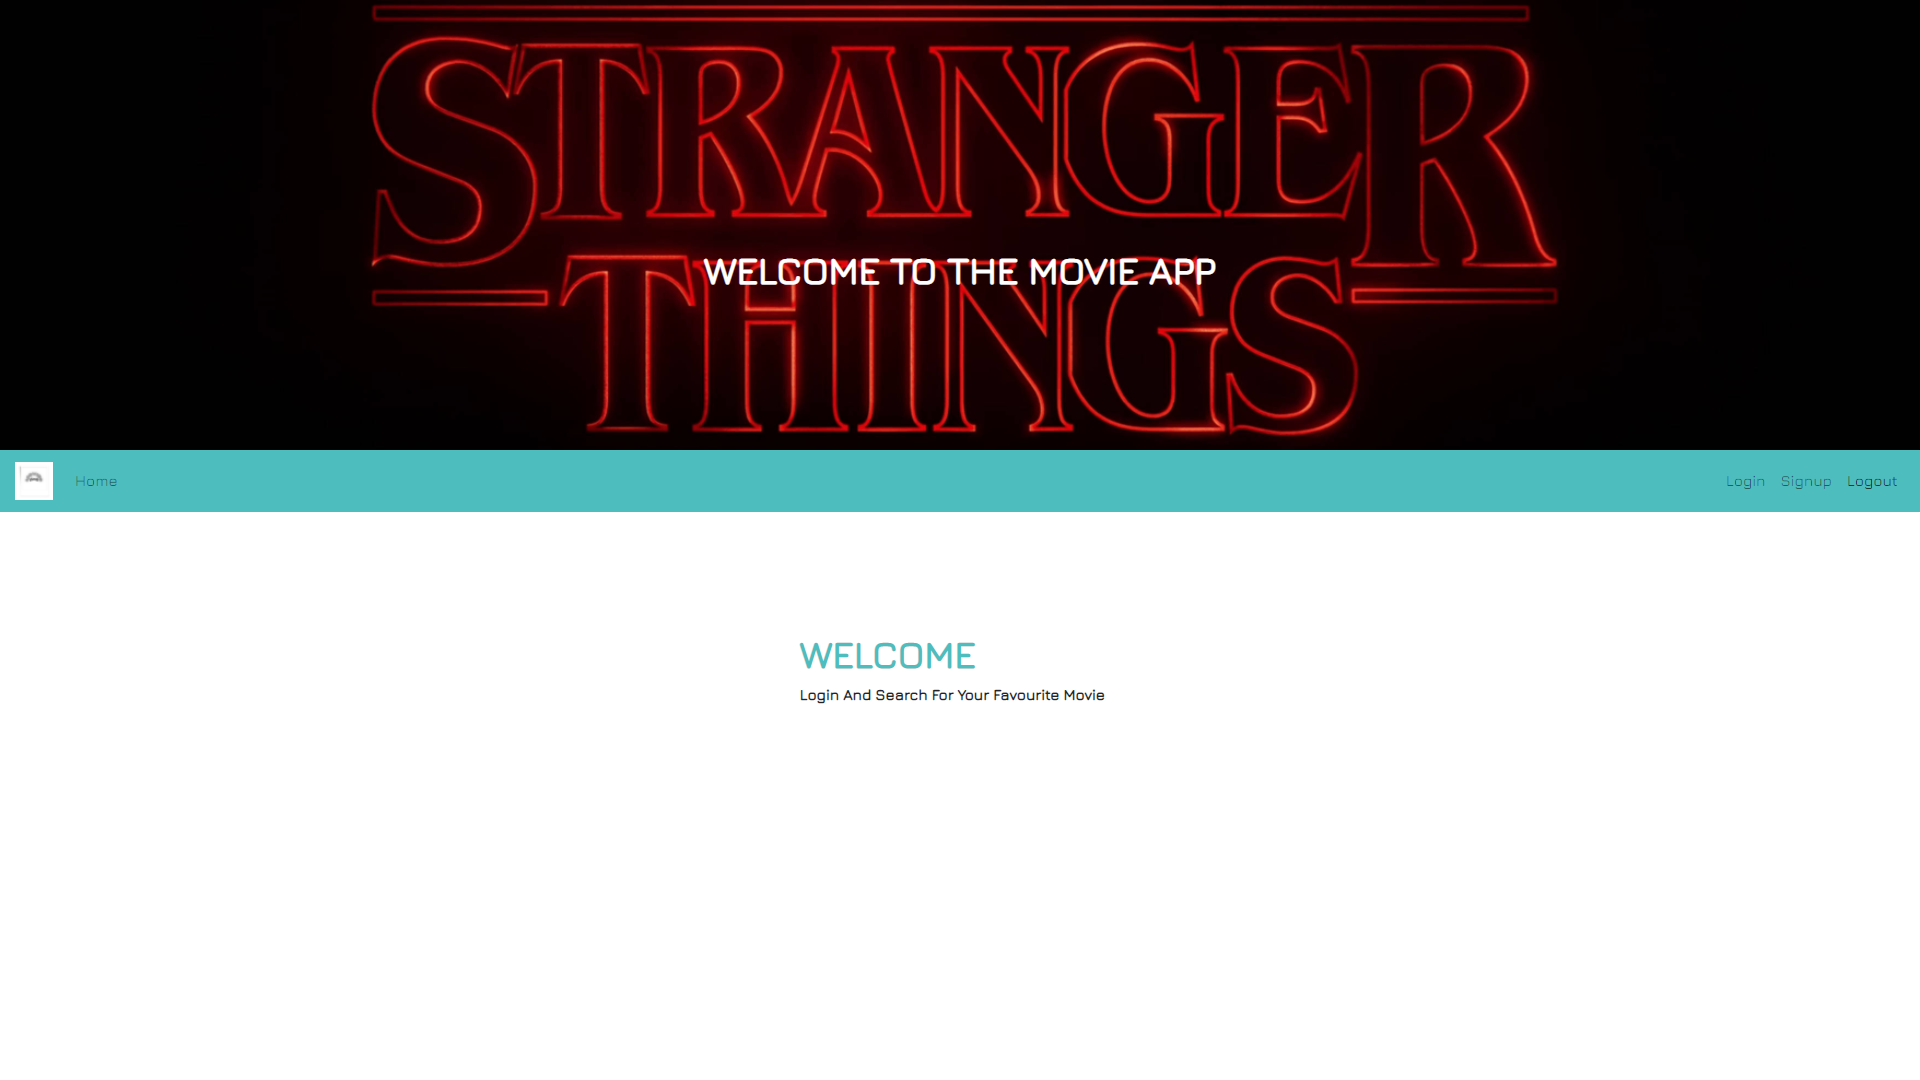 STRANGER
WELCOME TO THE MOVIE APP
THINGS
Home
Login Signup Logout
WELCOME
Login And Search For Your Favourite Movie